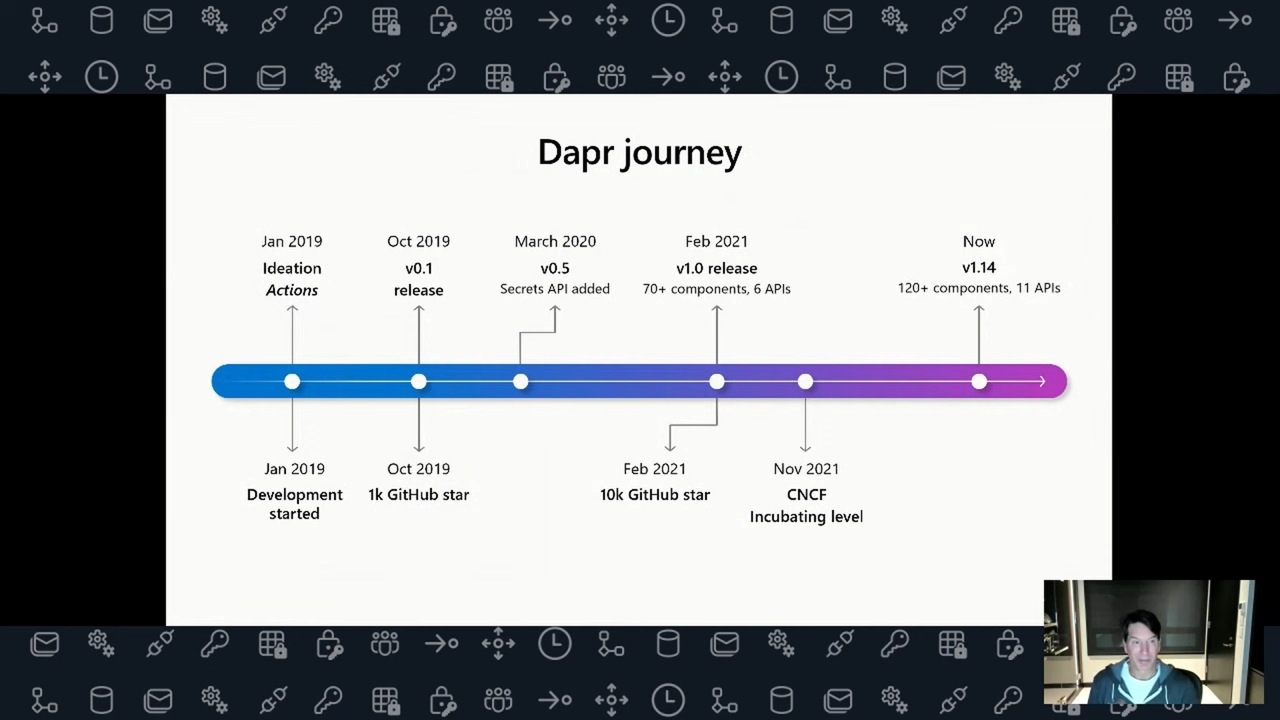 Dapr journey
Jan 2019
Ideation
Actions
Oct 2019
v0.1
release
March 2020
v0.5
Secrets API added
Feb 2021
v1.0 release
70+ components, 6 APIs
Now
v1.14
120+ components, 11 APIs
Jan 2019
Development
started
Oct 2019
1k GitHub star
Feb 2021
10k GitHub star
Nov 2021
CNCF
Incubating level